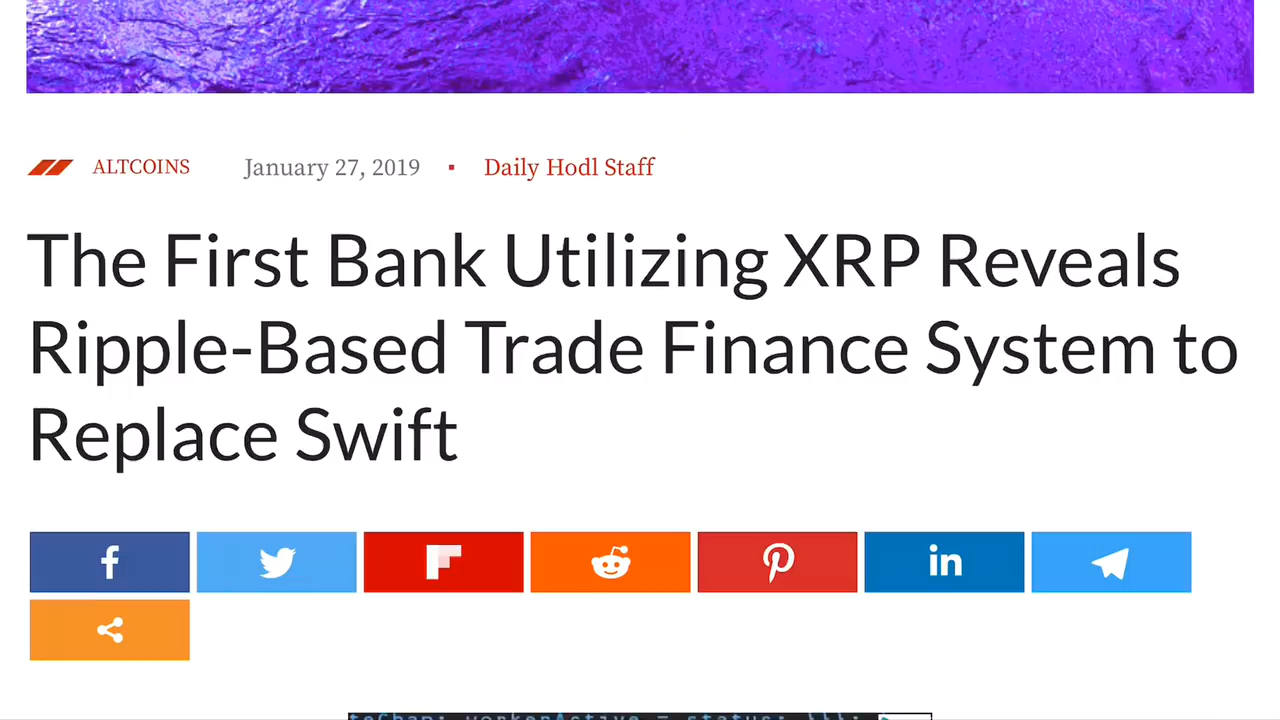 ALTCOINS January 27, 2019 Daily Hodl Staff
The First Bank Utilizing XRP Reveals
Ripple-Based Trade Finance System to
Replace Swift
in